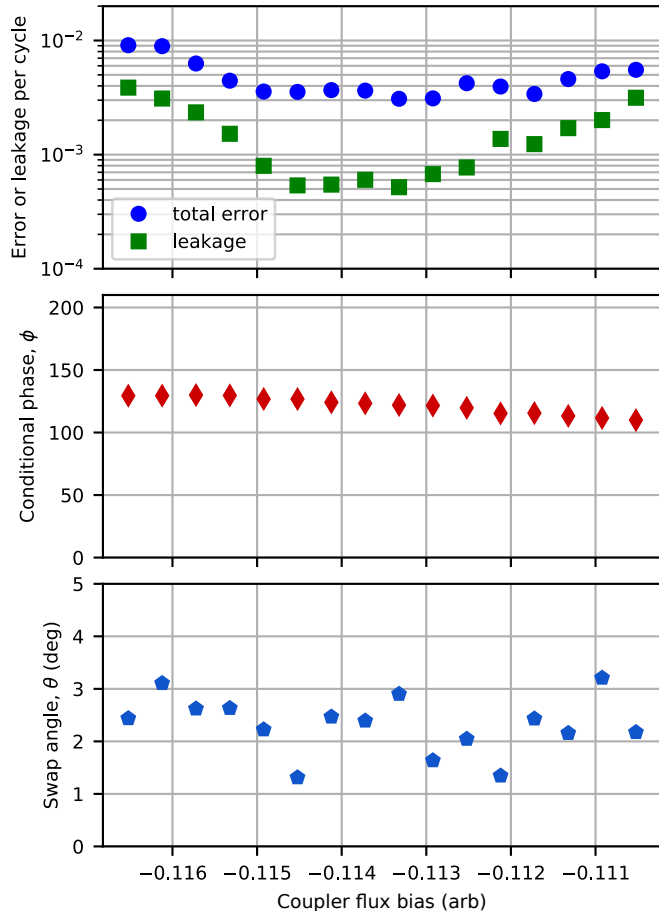 Error or leakage per cycle
10⁻²
10⁻³
10⁻⁴
total error
leakage
Conditional phase, ϕ
200
150
100
50
0
Swap angle, θ (deg)
5
4
3
2
1
0
−0.116 −0.115 −0.114 −0.113 −0.112 −0.111
Coupler flux bias (arb)